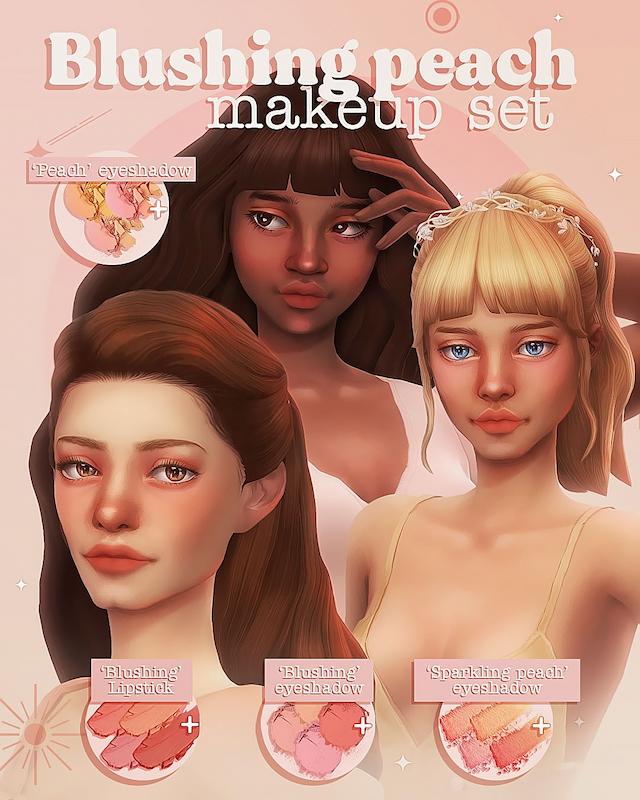 Blushing peach
makeup set
'Peach' eyeshadow
+
'Blushing'
Lipstick
+
'Blushing'
eyeshadow
+
'Sparkling peach'
eyeshadow
+